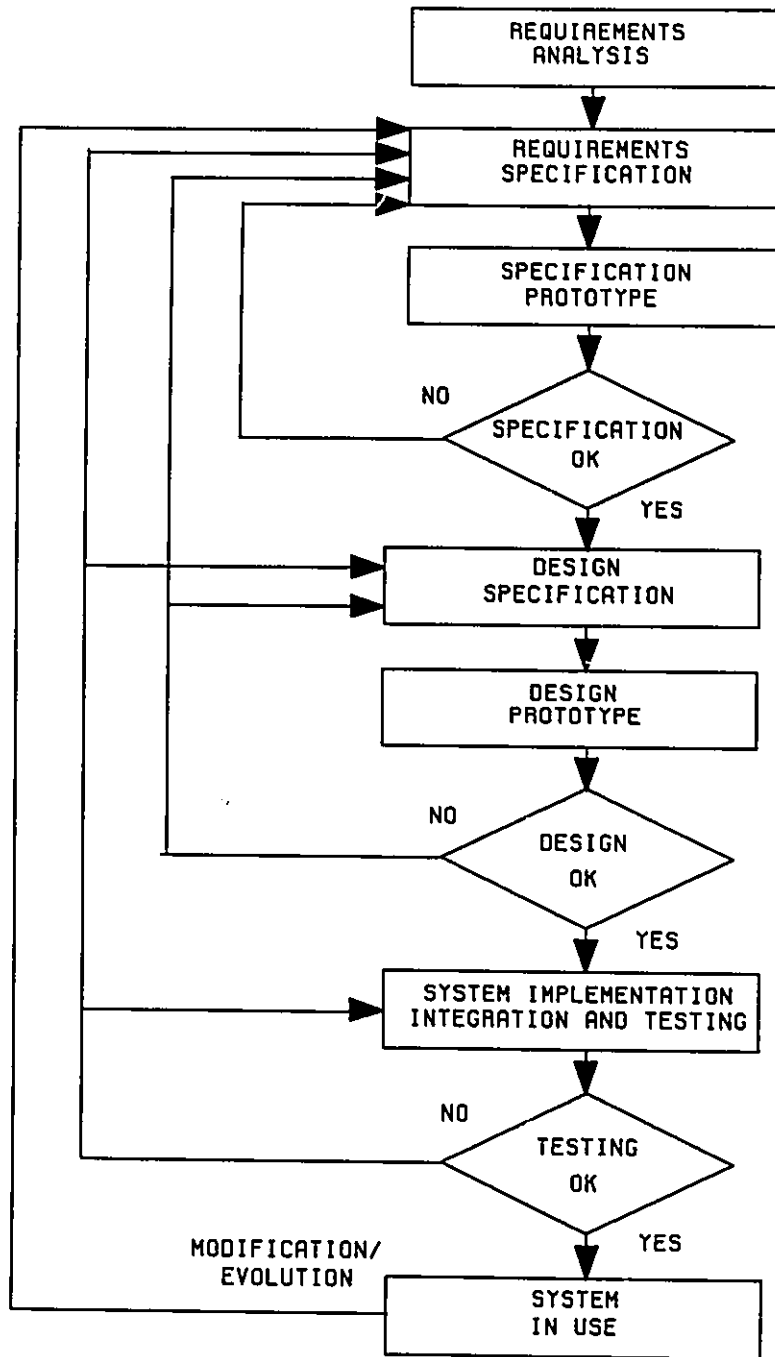 REQUIREMENTS
ANALYSIS
REQUIREMENTS
SPECIFICATION
SPECIFICATION
PROTOTYPE
NO
SPECIFICATION
OK
YES
DESIGN
SPECIFICATION
DESIGN
PROTOTYPE
NO
DESIGN
OK
YES
SYSTEM IMPLEMENTATION
INTEGRATION AND TESTING
NO
TESTING
OK
YES
MODIFICATION/
EVOLUTION
SYSTEM
IN USE